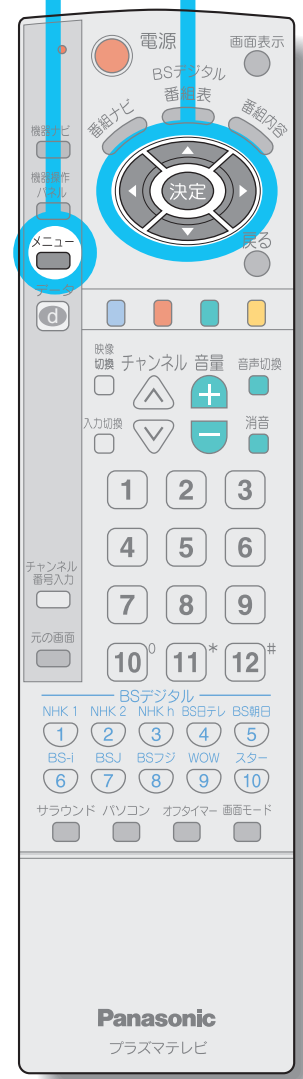 電源
画面表示
BSデジタル
番組ナビ
番組表
番組内容
機器ナビ
機器操作
パネル
決定
メニュー
戻る
データ
d
映像
切換
チャンネル
音量
音声切換
+
入力切換
−
消音
1 2 3
4 5 6
チャンネル
番号入力
7 8 9
元の画面
10 0 11 * 12 #
BSデジタル
NHK 1 NHK 2 NHK h BS日テレ BS朝日
1 2 3 4 5
BS-i BSJ BSフジ WOW スター
6 7 8 9 10
サラウンド パソコン オフタイマー 画面モード
Panasonic
プラズマテレビ